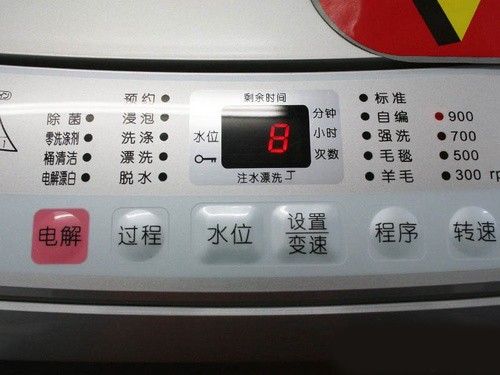 预约
除菌
浸泡
零洗涤剂
洗涤
桶清洁
漂洗
电解漂白
脱水
剩余时间
水位
8
分钟
小时
次数
注水漂洗
标准
自编
强洗
毛毯
羊毛
900
700
500
300 rp
电解
过程
水位
设置
变速
程序
转速